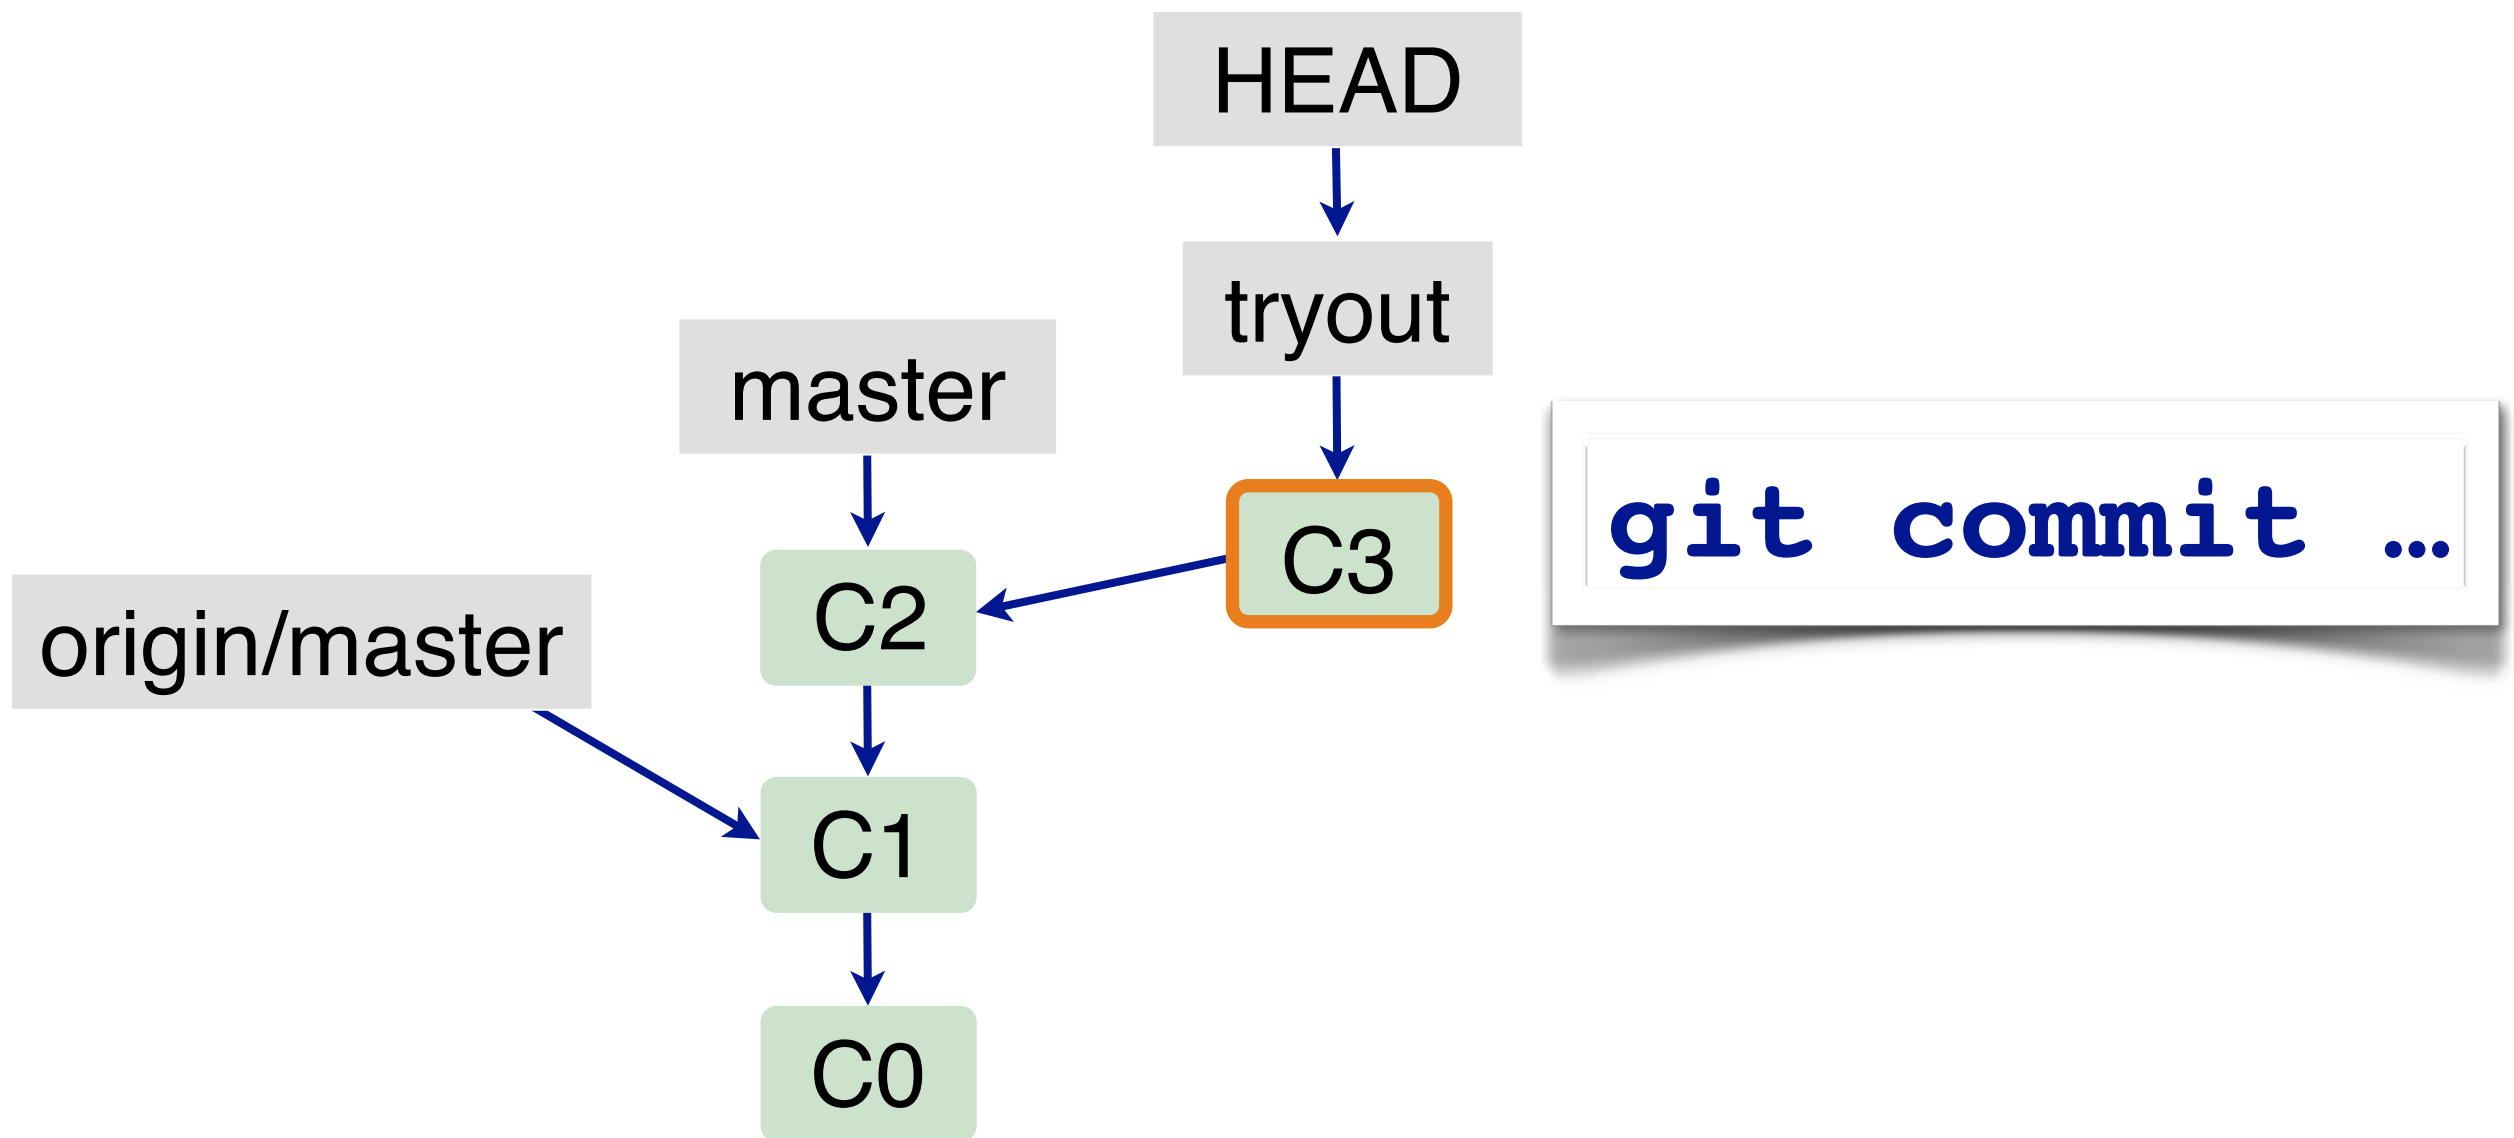 HEAD
tryout
master
git commit …
C3
C2
origin/master
C1
C0